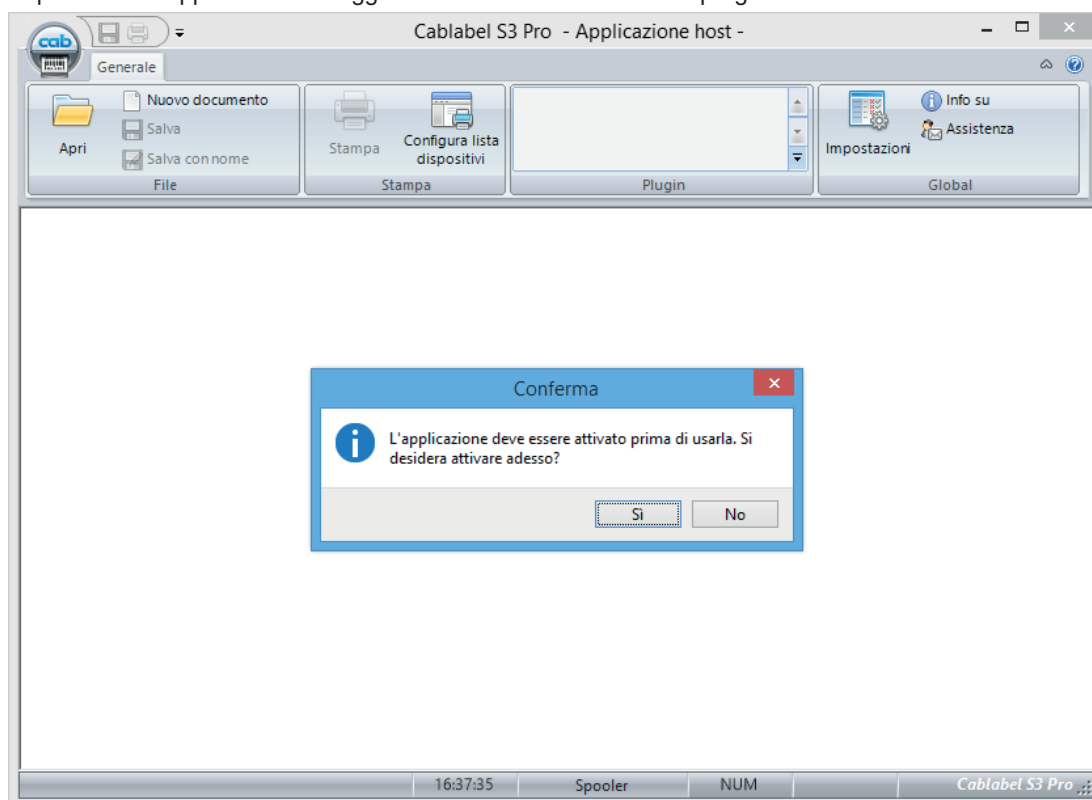 cab
Cablabel S3 Pro - Applicazione host -
Generale
Apri
Nuovo documento
Salva
Salva con nome
File
Stampa
Configura lista
dispositivi
Stampa
Plugin
Impostazioni
Info su
Assistenza
Global
Conferma
L'applicazione deve essere attivato prima di usarla. Si
desidera attivare adesso?
Sì
No
16:37:35
Spooler
NUM
Cablabel S3 Pro